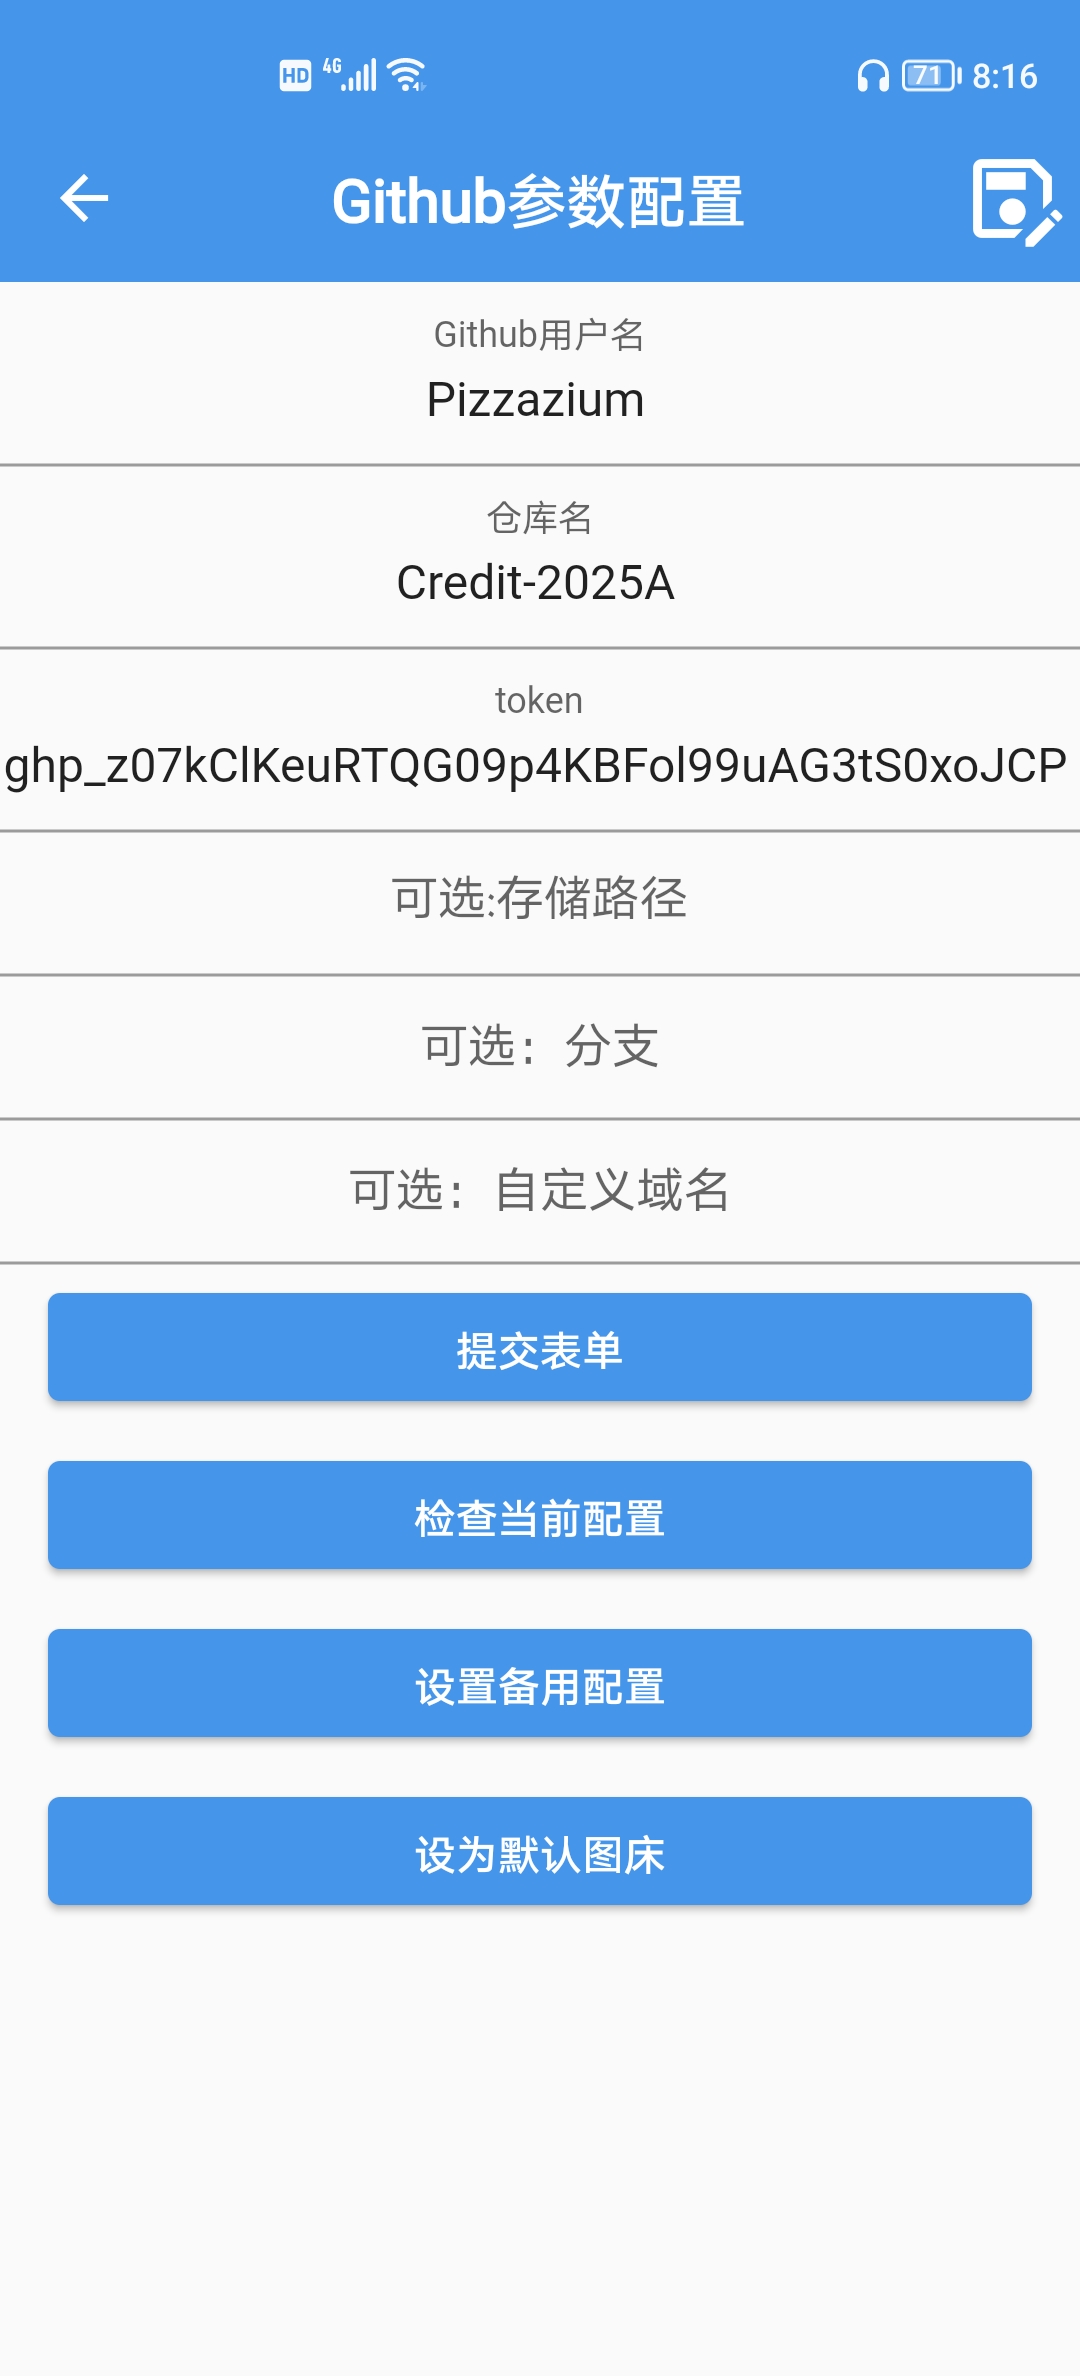 HD 4G 71 8:16
Github参数配置
Github用户名
Pizzazium
仓库名
Credit-2025A
token
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
可选:存储路径
可选：分支
可选：自定义域名
提交表单
检查当前配置
设置备用配置
设为默认图床